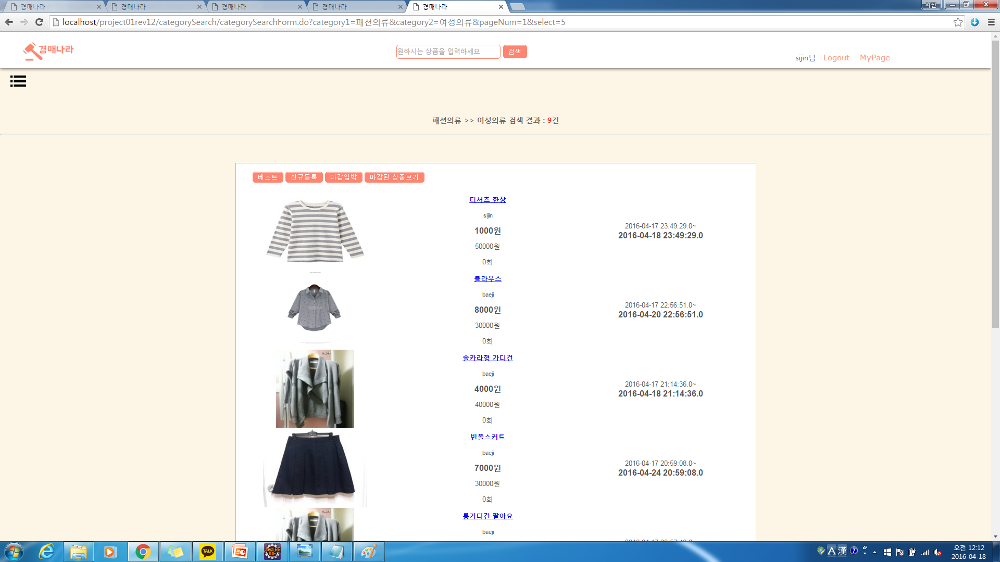 경매나라
경매나라
경매나라
경매나라
경매나라
시진
localhost/project01rev12/categorySearch/categorySearchForm.do?category1=패션의류&category2=여성의류&pageNum=1&select=5
경매나라
원하시는 상품을 입력하세요
검색
sijin님 Logout MyPage
패션의류 >> 여성의류 검색 결과 : 9건
베스트 신규등록 마감임박 마감된 상품보기
티셔츠 한장
sijin
1000원
50000원
0회
2016-04-17 23:49:29.0~
2016-04-18 23:49:29.0
블라우스
baeji
8000원
30000원
0회
2016-04-17 22:56:51.0~
2016-04-20 22:56:51.0
숄카라형 가디건
baeji
4000원
40000원
0회
2016-04-17 21:14:36.0~
2016-04-18 21:14:36.0
빈폴스커트
baeji
7000원
30000원
0회
2016-04-17 20:59:08.0~
2016-04-24 20:59:08.0
롱가디건 팔아요
baeji
TALK
Java EE
IDE
A 漢
오전 12:12
2016-04-18